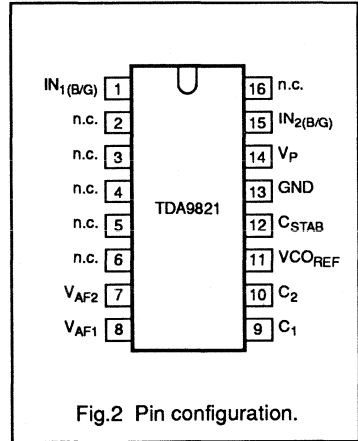 IN1(B/G) 1 16 n.c.
n.c. 2 15 IN2(B/G)
n.c. 3 14 VP
n.c. 4 13 GND
TDA9821
n.c. 5 12 CSTAB
n.c. 6 11 VCOREF
VAF2 7 10 C2
VAF1 8 9 C1
Fig.2 Pin configuration.